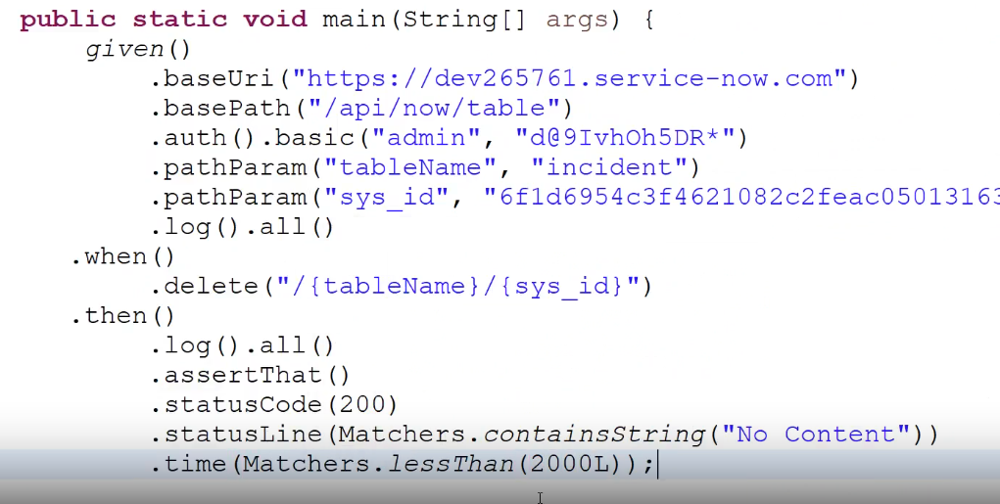 public static void main(String[] args) {
given()
.baseUri("https://dev265761.service-now.com")
.basePath("/api/now/table")
.auth().basic("admin", "d@9IvhOh5DR*")
.pathParam("tableName", "incident")
.pathParam("sys_id", "6f1d6954c3f4621082c2feac05013163
.log().all()
.when()
.delete("/{tableName}/{sys_id}")
.then()
.log().all()
.assertThat()
.statusCode(200)
.statusLine(Matchers.containsString("No Content"))
.time(Matchers.lessThan(2000L));